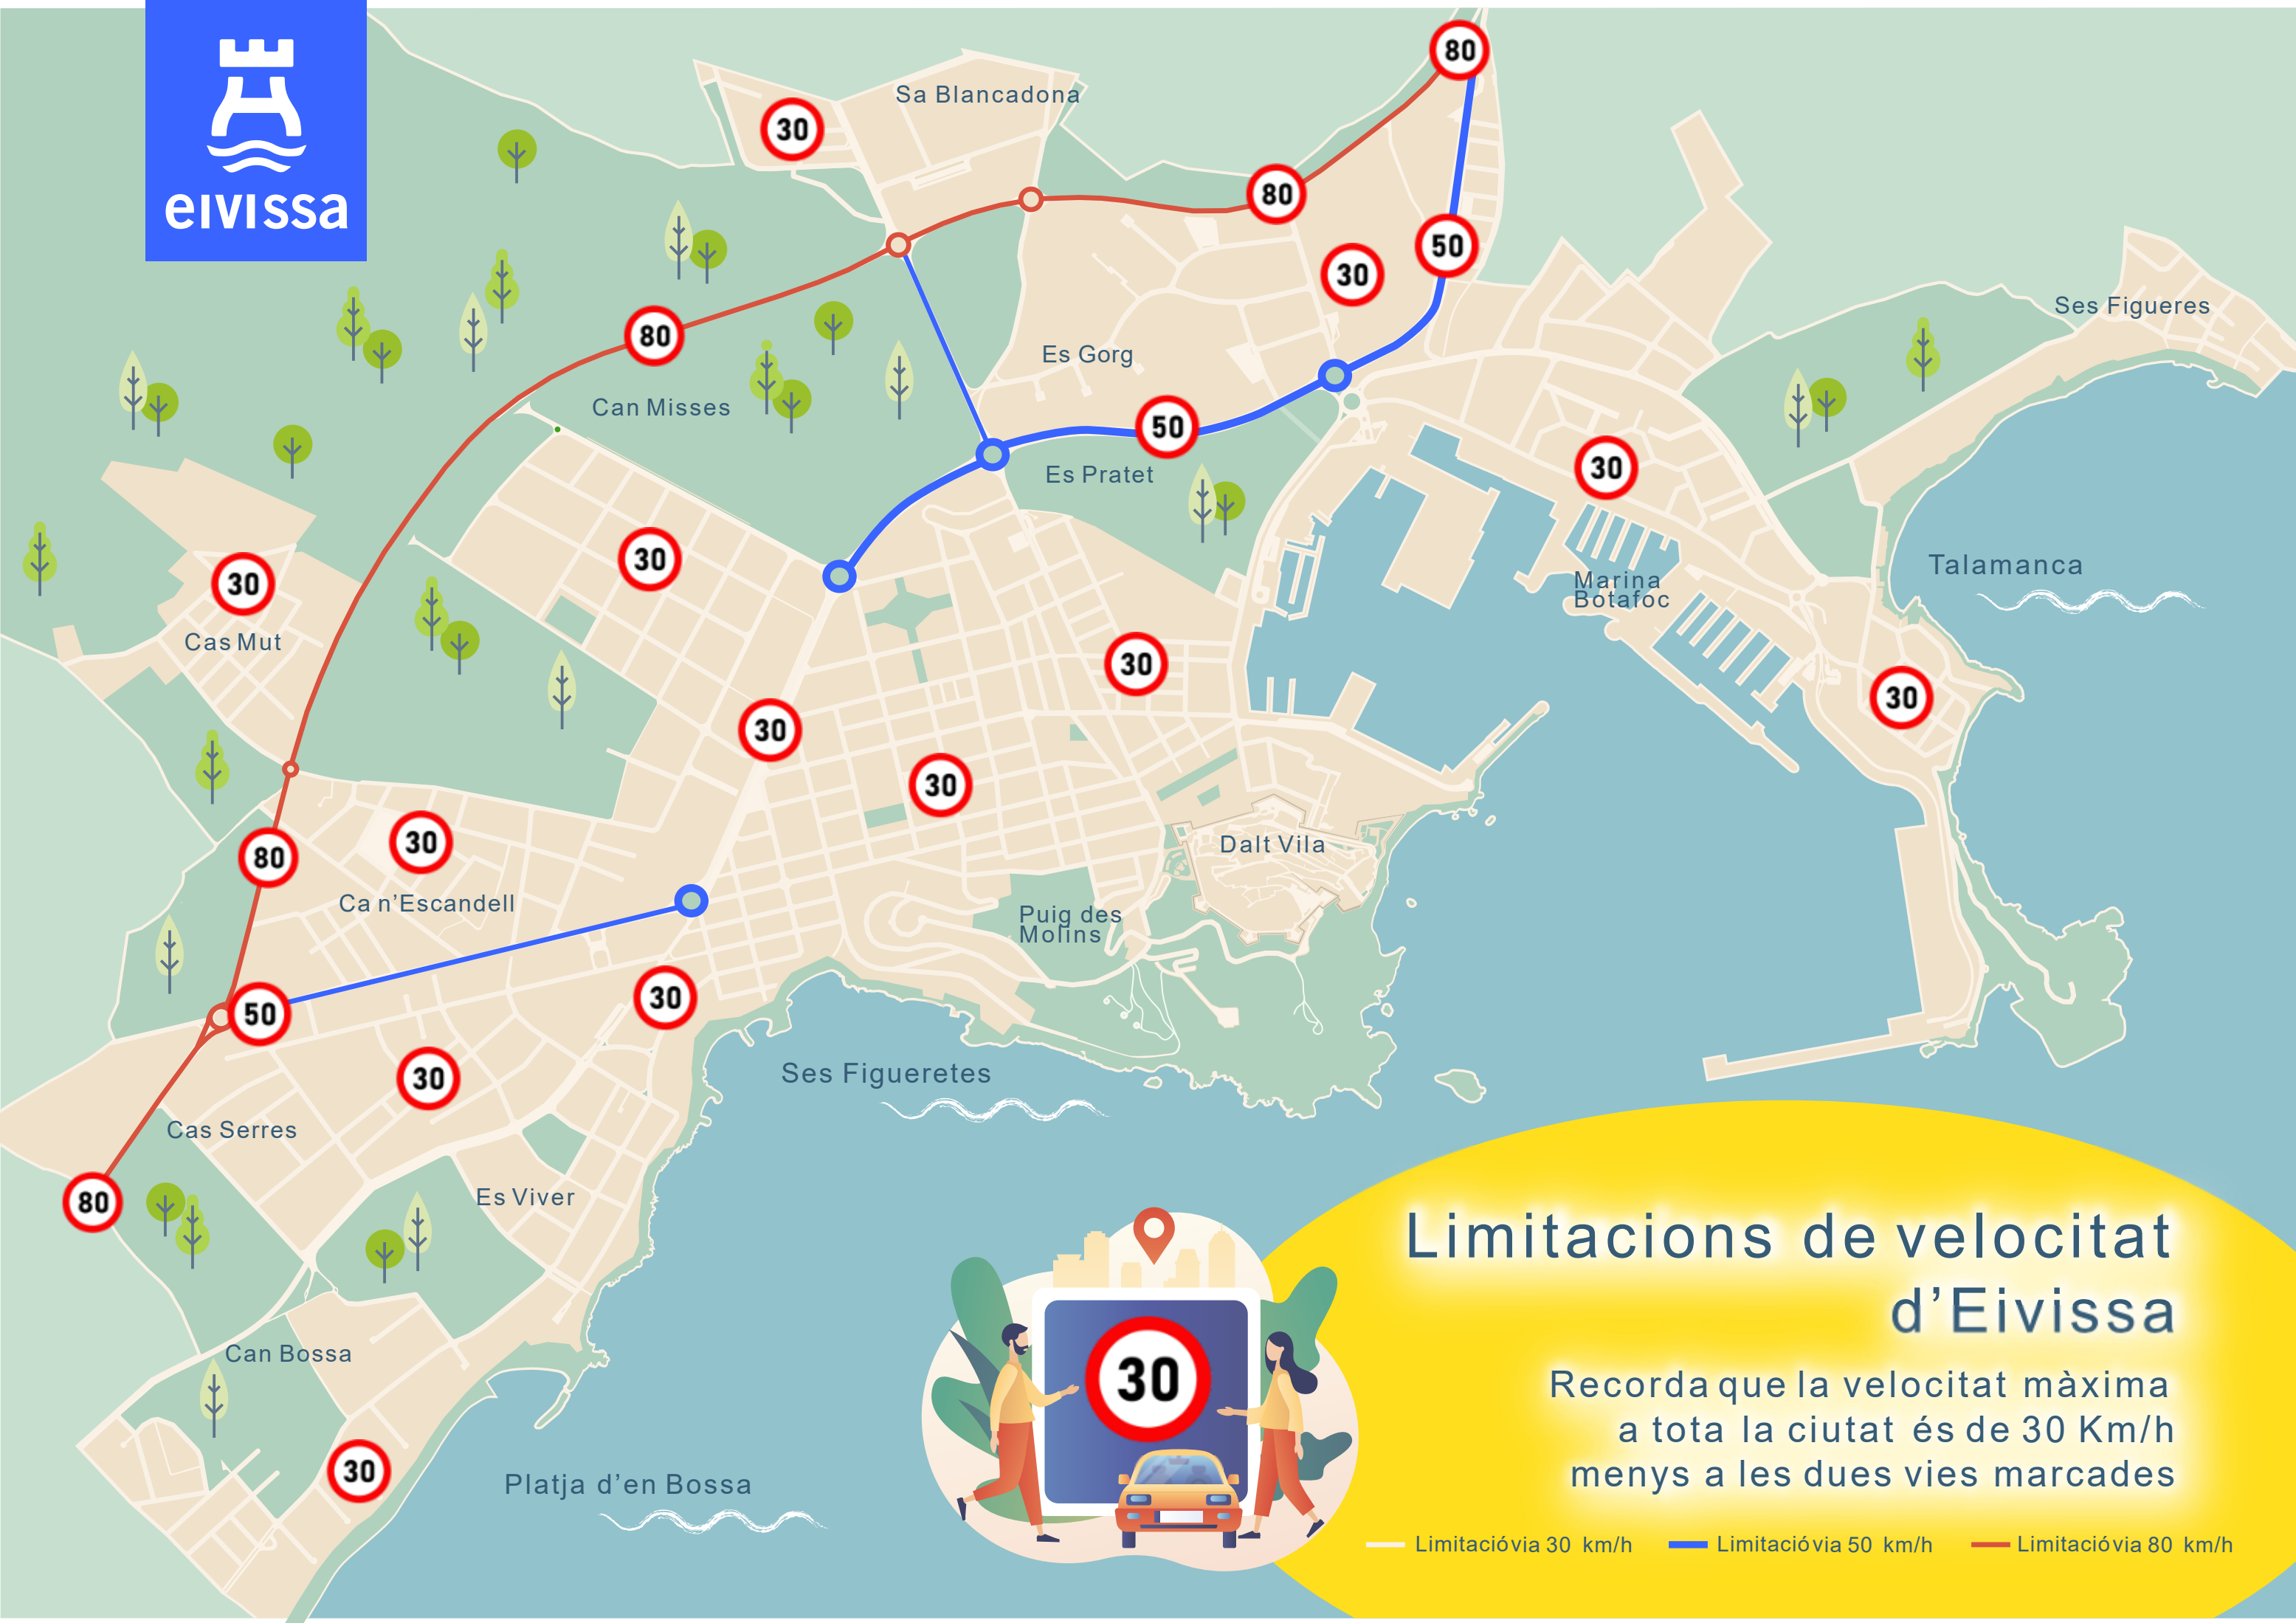 eivissa
80
Sa Blancadona
30
80
50
30
Ses Figueres
80
Es Gorg
Can Misses
50
30
Es Pratet
30
Talamanca
30
Marina
Botafoc
Cas Mut
30
30
30
30
30
80
Dalt Vila
Ca n’Escandell
Puig des
Molins
30
50
Ses Figueretes
30
Cas Serres
Es Viver
80
Can Bossa
30
Platja d’en Bossa
30
Limitacions de velocitat
d’Eivissa
Recorda que la velocitat màxima
a tota la ciutat és de 30 Km/h
menys a les dues vies marcades
Limitació via 30 km/h
Limitació via 50 km/h
Limitació via 80 km/h